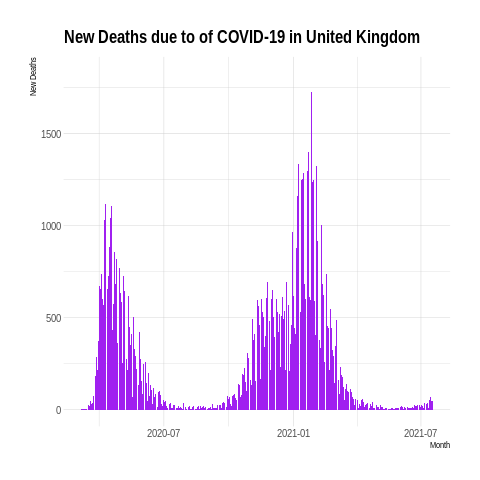 New Deaths due to of COVID-19 in United Kingdom
New Deaths
1500
1000
500
0
2020-07
2021-01
2021-07
Month